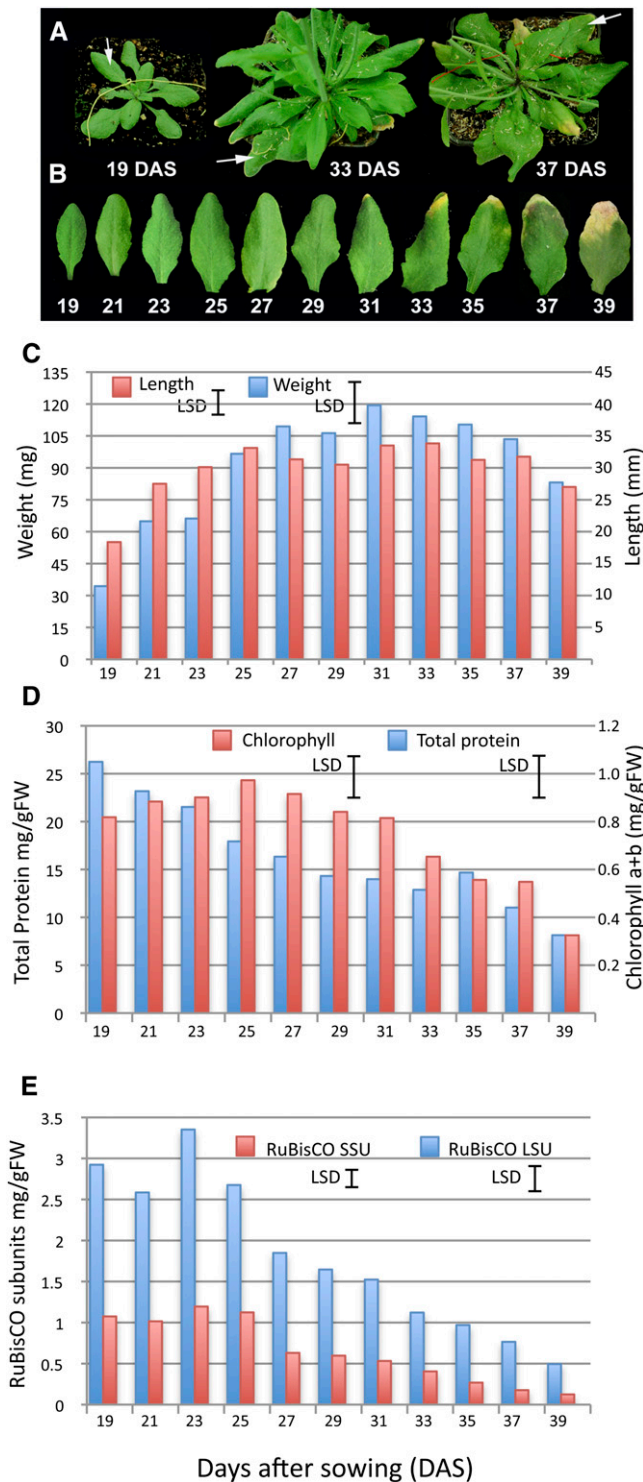 A
19 DAS 33 DAS 37 DAS
B
19 21 23 25 27 29 31 33 35 37 39
C
Length Weight
LSD LSD
Weight (mg)
135
120
105
90
75
60
45
30
15
0
Length (mm)
45
40
35
30
25
20
15
10
5
19 21 23 25 27 29 31 33 35 37 39
D
Chlorophyll Total protein
LSD LSD
Total Protein mg/gFW
30
25
20
15
10
5
0
Chlorophyll a+b (mg/gFW)
1.2
1.0
0.8
0.6
0.4
0.2
19 21 23 25 27 29 31 33 35 37 39
E
RuBisCO SSU RuBisCO LSU
LSD LSD
RuBisCO subunits mg/gFW
3.5
3
2.5
2
1.5
1
0.5
0
19 21 23 25 27 29 31 33 35 37 39
Days after sowing (DAS)